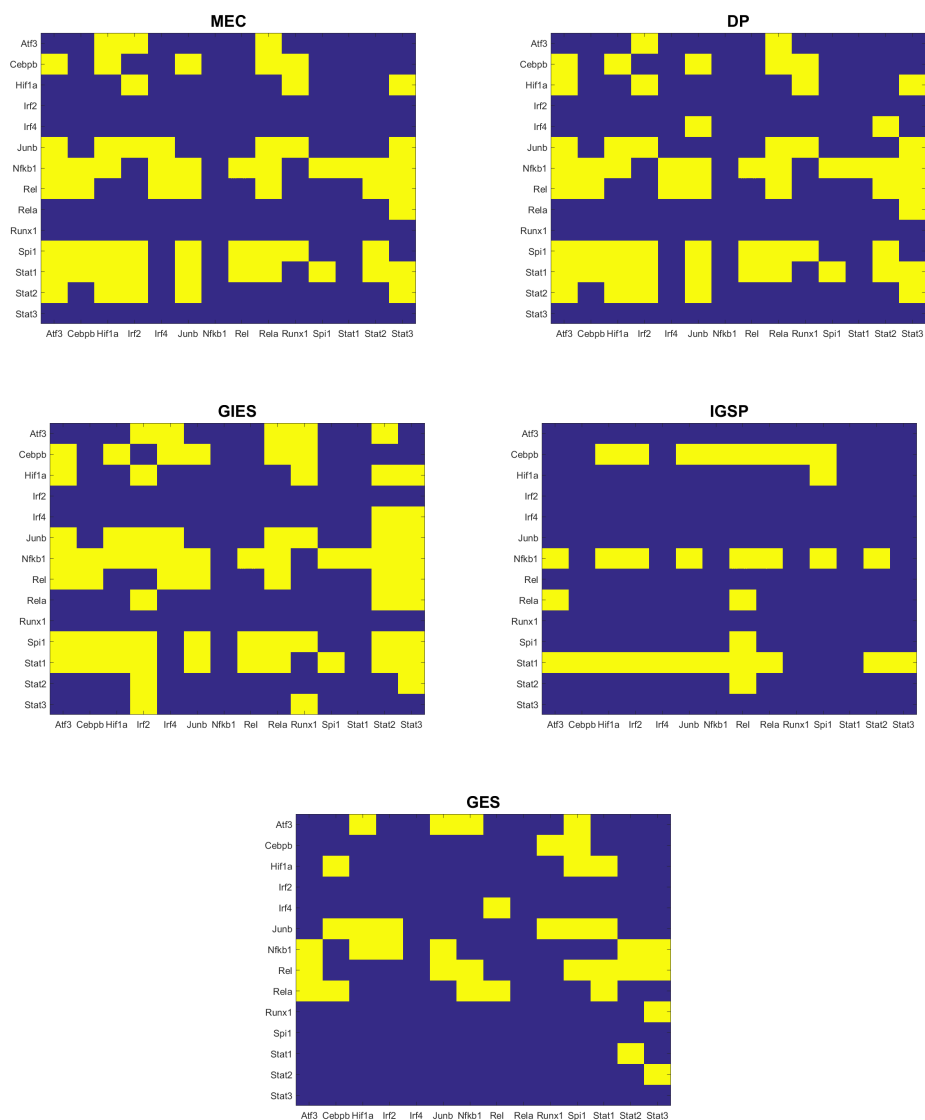 MEC
Atf3
Cebpb
Hif1a
Irf2
Irf4
Junb
Nfkb1
Rel
Rela
Runx1
Spi1
Stat1
Stat2
Stat3
Atf3 Cebpb Hif1a Irf2 Irf4 Junb Nfkb1 Rel Rela Runx1 Spi1 Stat1 Stat2 Stat3
DP
Atf3
Cebpb
Hif1a
Irf2
Irf4
Junb
Nfkb1
Rel
Rela
Runx1
Spi1
Stat1
Stat2
Stat3
Atf3 Cebpb Hif1a Irf2 Irf4 Junb Nfkb1 Rel Rela Runx1 Spi1 Stat1 Stat2 Stat3
GIES
Atf3
Cebpb
Hif1a
Irf2
Irf4
Junb
Nfkb1
Rel
Rela
Runx1
Spi1
Stat1
Stat2
Stat3
Atf3 Cebpb Hif1a Irf2 Irf4 Junb Nfkb1 Rel Rela Runx1 Spi1 Stat1 Stat2 Stat3
IGSP
Atf3
Cebpb
Hif1a
Irf2
Irf4
Junb
Nfkb1
Rel
Rela
Runx1
Spi1
Stat1
Stat2
Stat3
Atf3 Cebpb Hif1a Irf2 Irf4 Junb Nfkb1 Rel Rela Runx1 Spi1 Stat1 Stat2 Stat3
GES
Atf3
Cebpb
Hif1a
Irf2
Irf4
Junb
Nfkb1
Rel
Rela
Runx1
Spi1
Stat1
Stat2
Stat3
Atf3 Cebpb Hif1a Irf2 Irf4 Junb Nfkb1 Rel Rela Runx1 Spi1 Stat1 Stat2 Stat3